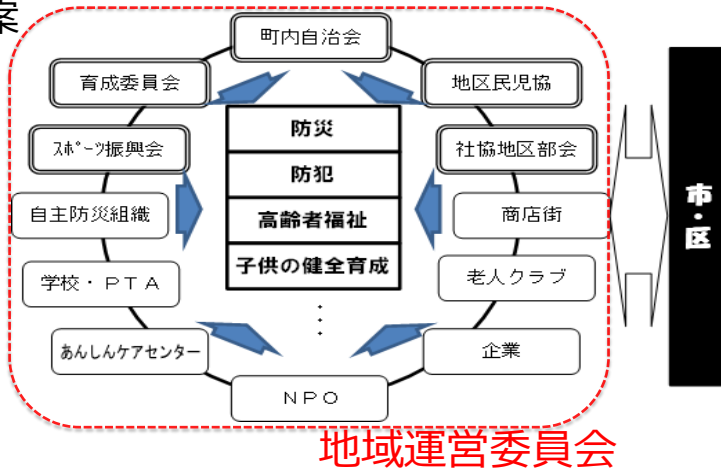 案
町内自治会
育成委員会
地区民児協
ｽﾎﾟｰﾂ振興会
社協地区部会
自主防災組織
商店街
学校・ＰＴＡ
老人クラブ
あんしんケアセンター
企業
ＮＰＯ
防災
防犯
高齢者福祉
子供の健全育成
⋮
市・区
地域運営委員会